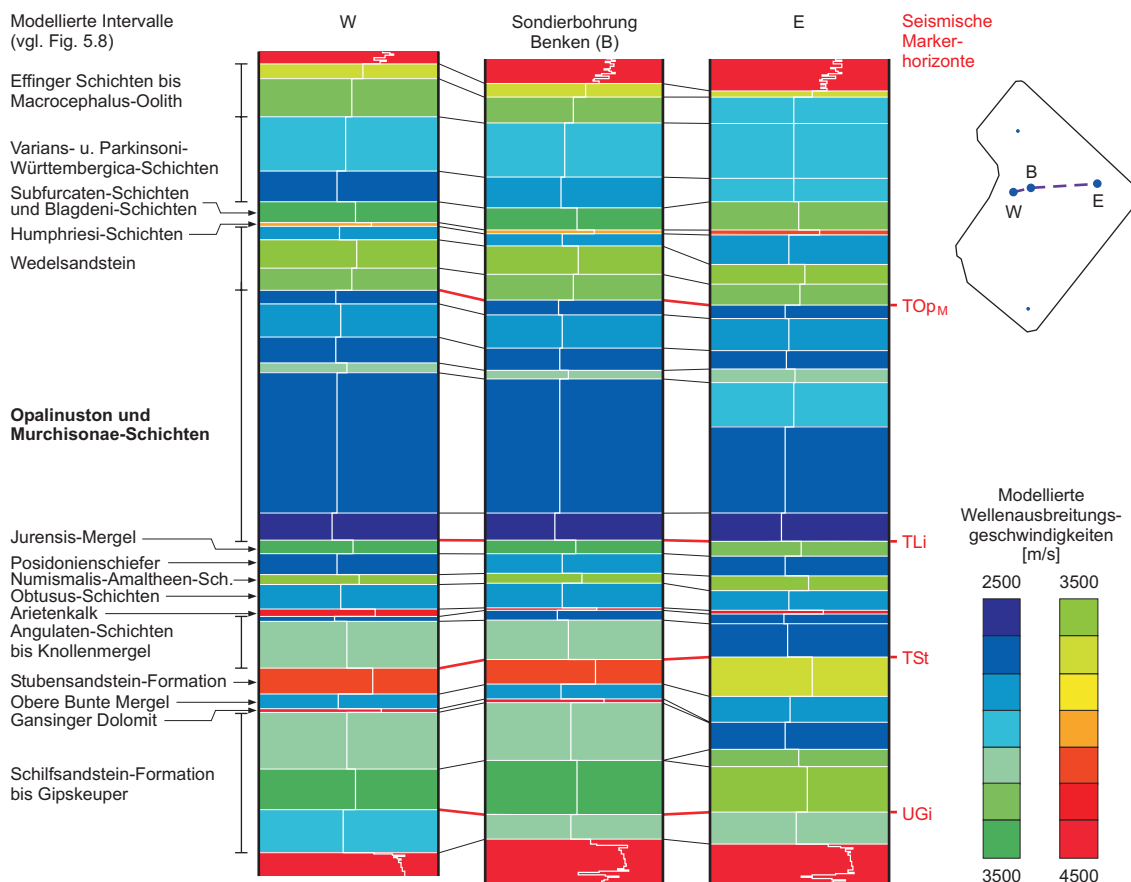 Modellierte Intervalle
(vgl. Fig. 5.8)
W
Sondierbohrung
Benken (B)
E
Seismische
Marker-
horizonte
Effinger Schichten bis
Macrocephalus-Oolith
Varians- u. Parkinsoni-
Württembergica-Schichten
Subfurcaten-Schichten
und Blagdeni-Schichten
Humphriesi-Schichten
Wedelsandstein
Opalinuston und
Murchisonae-Schichten
Jurensis-Mergel
Posidonienschiefer
Numismalis-Amaltheen-Sch.
Obtusus-Schichten
Arietenkalk
Angulaten-Schichten
bis Knollenmergel
Stubensandstein-Formation
Obere Bunte Mergel
Gansinger Dolomit
Schilfsandstein-Formation
bis Gipskeuper
TOpM
TLi
TSt
UGi
B
W
E
Modellierte
Wellenausbreitungs-
geschwindigkeiten
[m/s]
2500 3500
3500 4500